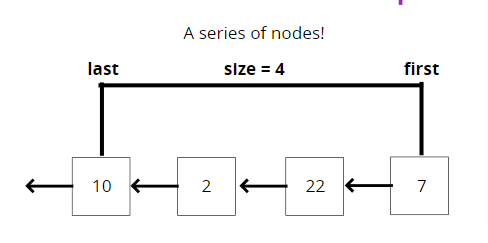 A series of nodes!
last size = 4 first
10 2 22 7